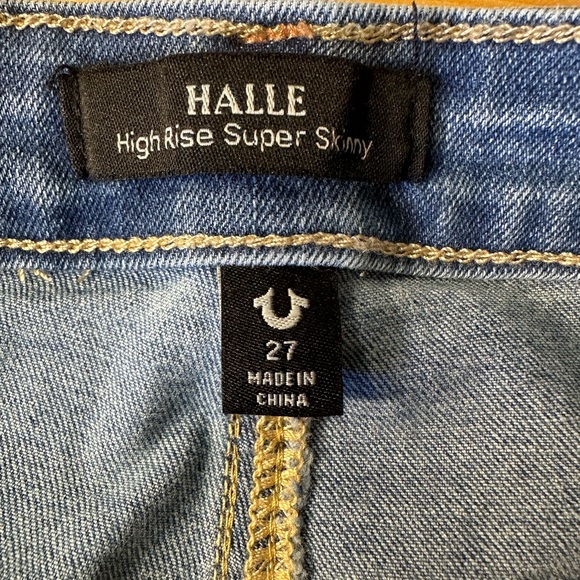 HALLE
High Rise Super Skinny
27
MADE IN
CHINA